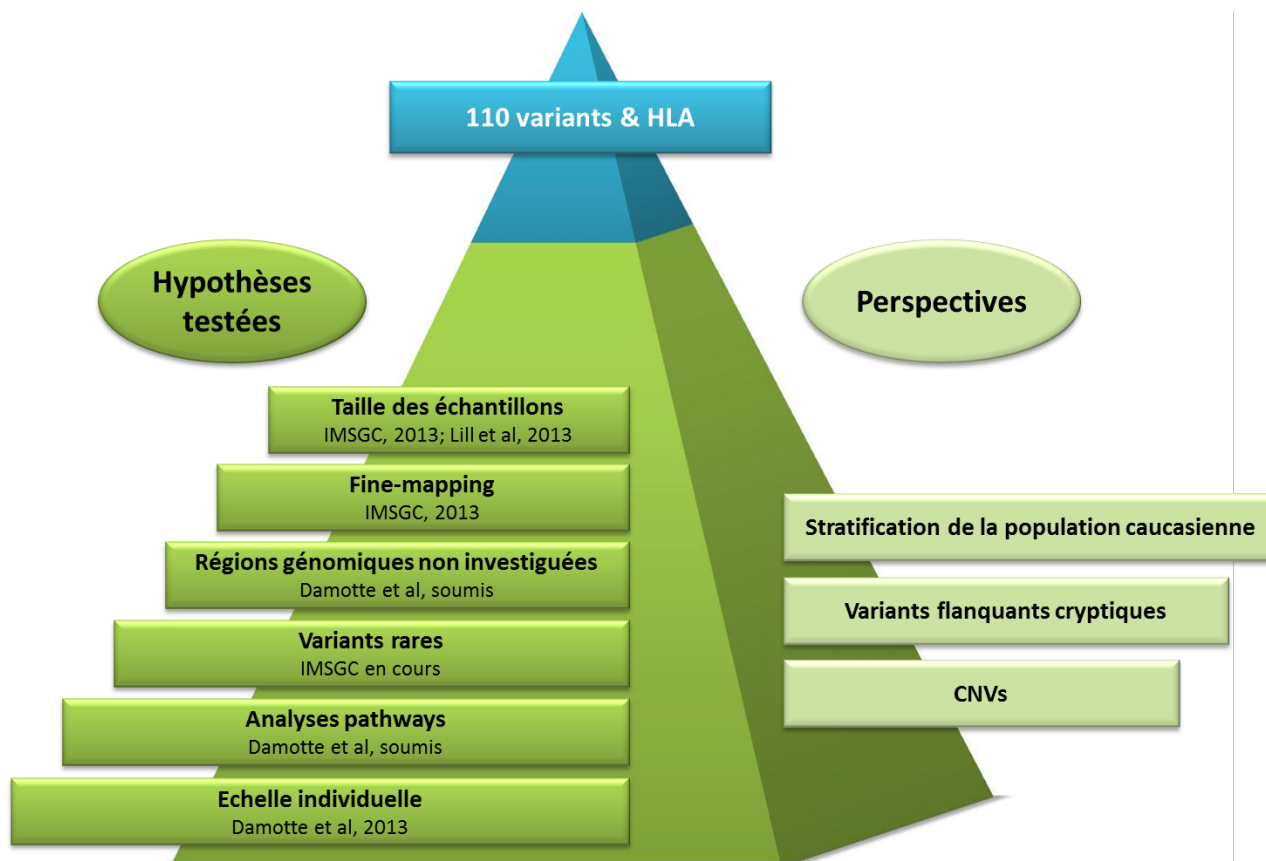 110 variants & HLA
Hypothèses
testées
Taille des échantillons
IMSGC, 2013; Lill et al, 2013
Fine-mapping
IMSGC, 2013
Régions génomiques non investiguées
Damotte et al, soumis
Variants rares
IMSGC en cours
Analyses pathways
Damotte et al, soumis
Echelle individuelle
Damotte et al, 2013
Perspectives
Stratification de la population caucasienne
Variants flanquants cryptiques
CNVs